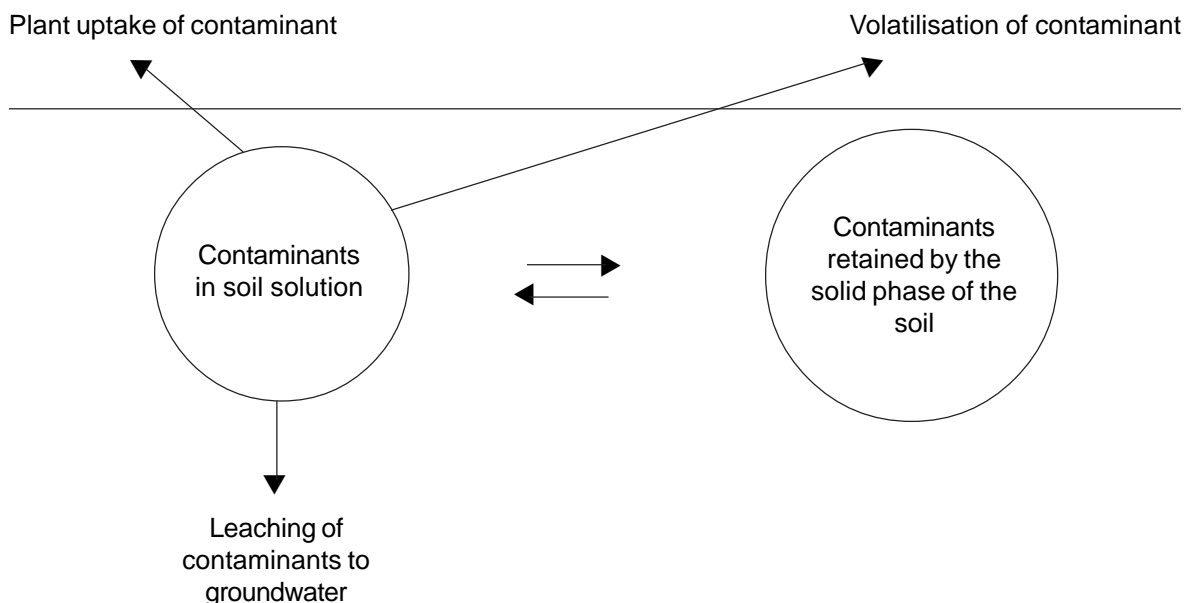 Plant uptake of contaminant
Volatilisation of contaminant
Contaminants
in soil solution
Contaminants
retained by the
solid phase of the
soil
Leaching of
contaminants to
groundwater